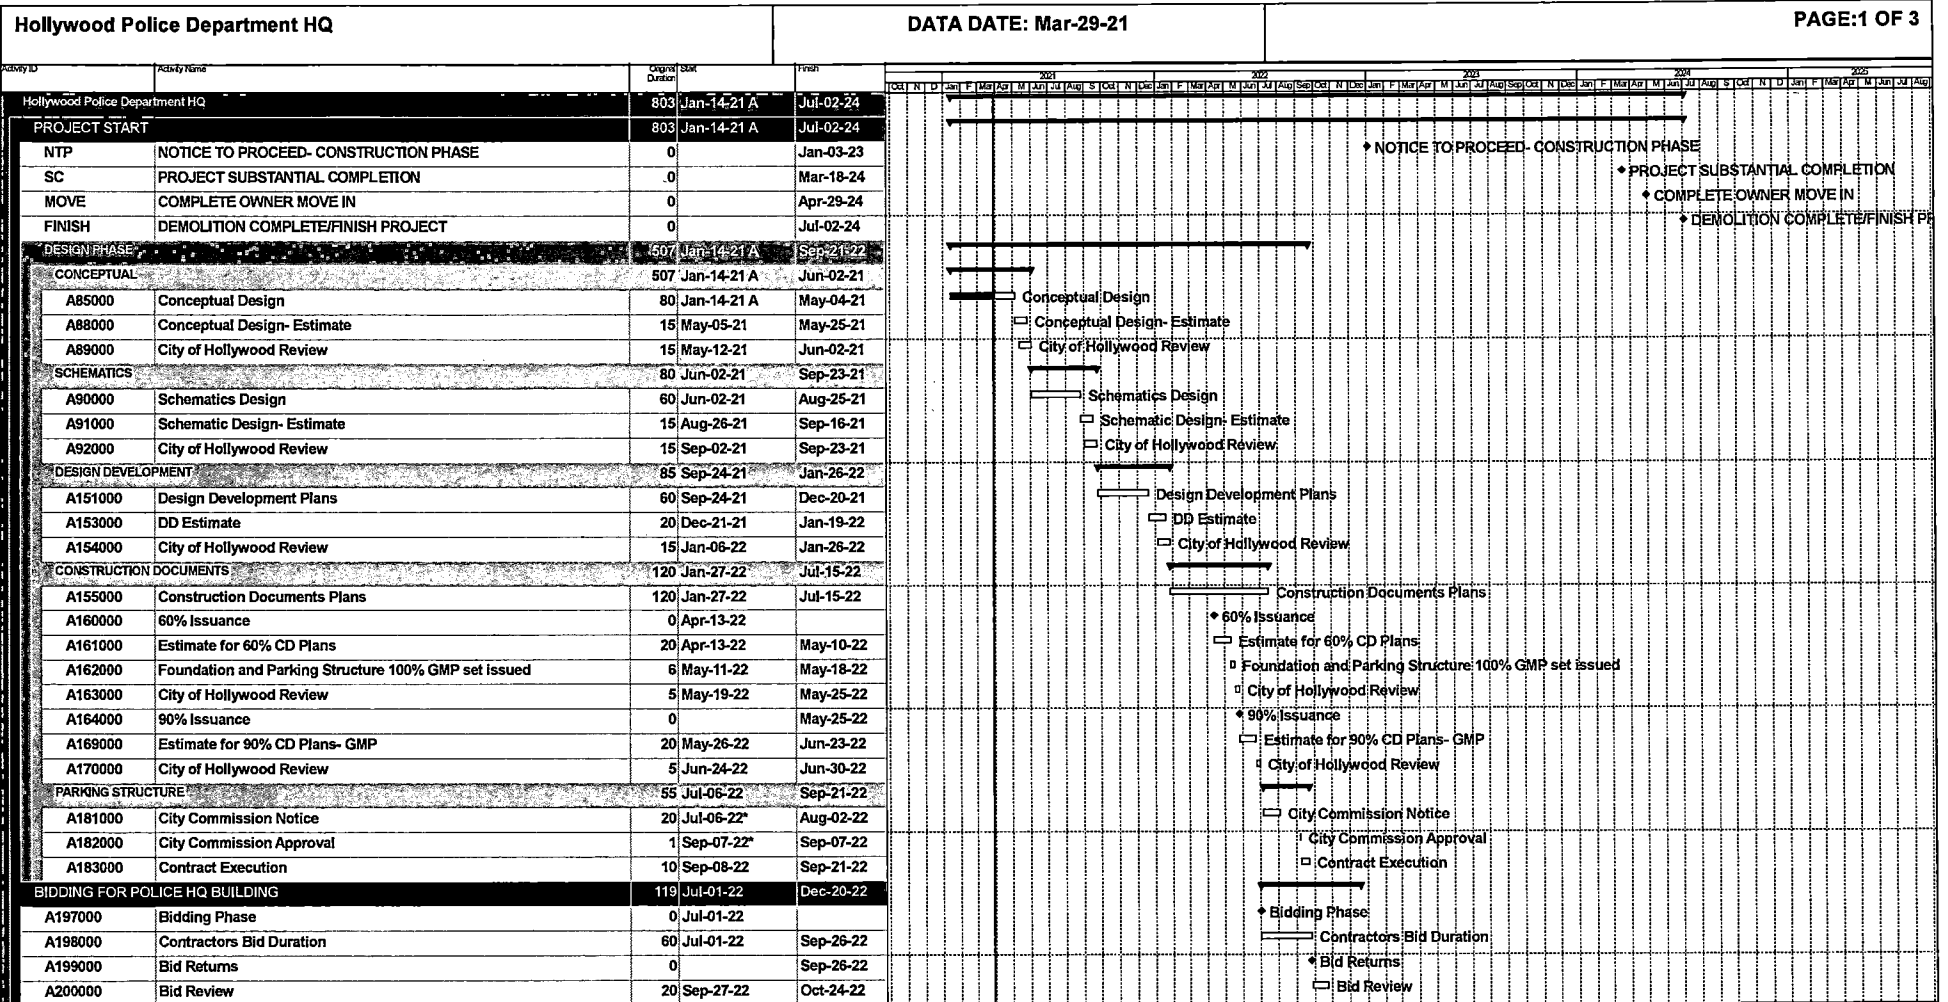 Hollywood Police Department HQ DATA DATE: Mar-29-21 PAGE:1 OF 3
Activity ID Activity Name Original Duration Start Finish
2021 2022 2023 2024 2025
Hollywood Police Department HQ 803 Jan-14-21 A Jul-02-24
PROJECT START 803 Jan-14-21 A Jul-02-24
NTP NOTICE TO PROCEED- CONSTRUCTION PHASE 0 Jan-03-23 NOTICE TO PROCEED- CONSTRUCTION PHASE
SC PROJECT SUBSTANTIAL COMPLETION 0 Mar-18-24 PROJECT SUBSTANTIAL COMPLETION
MOVE COMPLETE OWNER MOVE IN 0 Apr-29-24 COMPLETE OWNER MOVE IN
FINISH DEMOLITION COMPLETE/FINISH PROJECT 0 Jul-02-24 DEMOLITION COMPLETE/FINISH PR
DESIGN PHASE 507 Jan-14-21 A Sep-21-22
CONCEPTUAL 507 Jan-14-21 A Jun-02-21
A85000 Conceptual Design 80 Jan-14-21 A May-04-21 Conceptual Design
A88000 Conceptual Design- Estimate 15 May-05-21 May-25-21 Conceptual Design- Estimate
A89000 City of Hollywood Review 15 May-12-21 Jun-02-21 City of Hollywood Review
SCHEMATICS 80 Jun-02-21 Sep-23-21
A90000 Schematics Design 60 Jun-02-21 Aug-25-21 Schematics Design
A91000 Schematic Design- Estimate 15 Aug-26-21 Sep-16-21 Schematic Design- Estimate
A92000 City of Hollywood Review 15 Sep-02-21 Sep-23-21 City of Hollywood Review
DESIGN DEVELOPMENT 85 Sep-24-21 Jan-26-22
A151000 Design Development Plans 60 Sep-24-21 Dec-20-21 Design Development Plans
A153000 DD Estimate 20 Dec-21-21 Jan-19-22 DD Estimate
A154000 City of Hollywood Review 15 Jan-06-22 Jan-26-22 City of Hollywood Review
CONSTRUCTION DOCUMENTS 120 Jan-27-22 Jul-15-22
A155000 Construction Documents Plans 120 Jan-27-22 Jul-15-22 Construction Documents Plans
A160000 60% Issuance 0 Apr-13-22 60% Issuance
A161000 Estimate for 60% CD Plans 20 Apr-13-22 May-10-22 Estimate for 60% CD Plans
A162000 Foundation and Parking Structure 100% GMP set issued 6 May-11-22 May-18-22 Foundation and Parking Structure 100% GMP set issued
A163000 City of Hollywood Review 5 May-19-22 May-25-22 City of Hollywood Review
A164000 90% Issuance 0 May-25-22 90% Issuance
A169000 Estimate for 90% CD Plans- GMP 20 May-26-22 Jun-23-22 Estimate for 90% CD Plans- GMP
A170000 City of Hollywood Review 5 Jun-24-22 Jun-30-22 City of Hollywood Review
PARKING STRUCTURE 55 Jul-06-22 Sep-21-22
A181000 City Commission Notice 20 Jul-06-22* Aug-02-22 City Commission Notice
A182000 City Commission Approval 1 Sep-07-22* Sep-07-22 City Commission Approval
A183000 Contract Execution 10 Sep-08-22 Sep-21-22 Contract Execution
BIDDING FOR POLICE HQ BUILDING 119 Jul-01-22 Dec-20-22
A197000 Bidding Phase 0 Jul-01-22 Bidding Phase
A198000 Contractors Bid Duration 60 Jul-01-22 Sep-26-22 Contractors Bid Duration
A199000 Bid Returns 0 Sep-26-22 Bid Returns
A200000 Bid Review 20 Sep-27-22 Oct-24-22 Bid Review